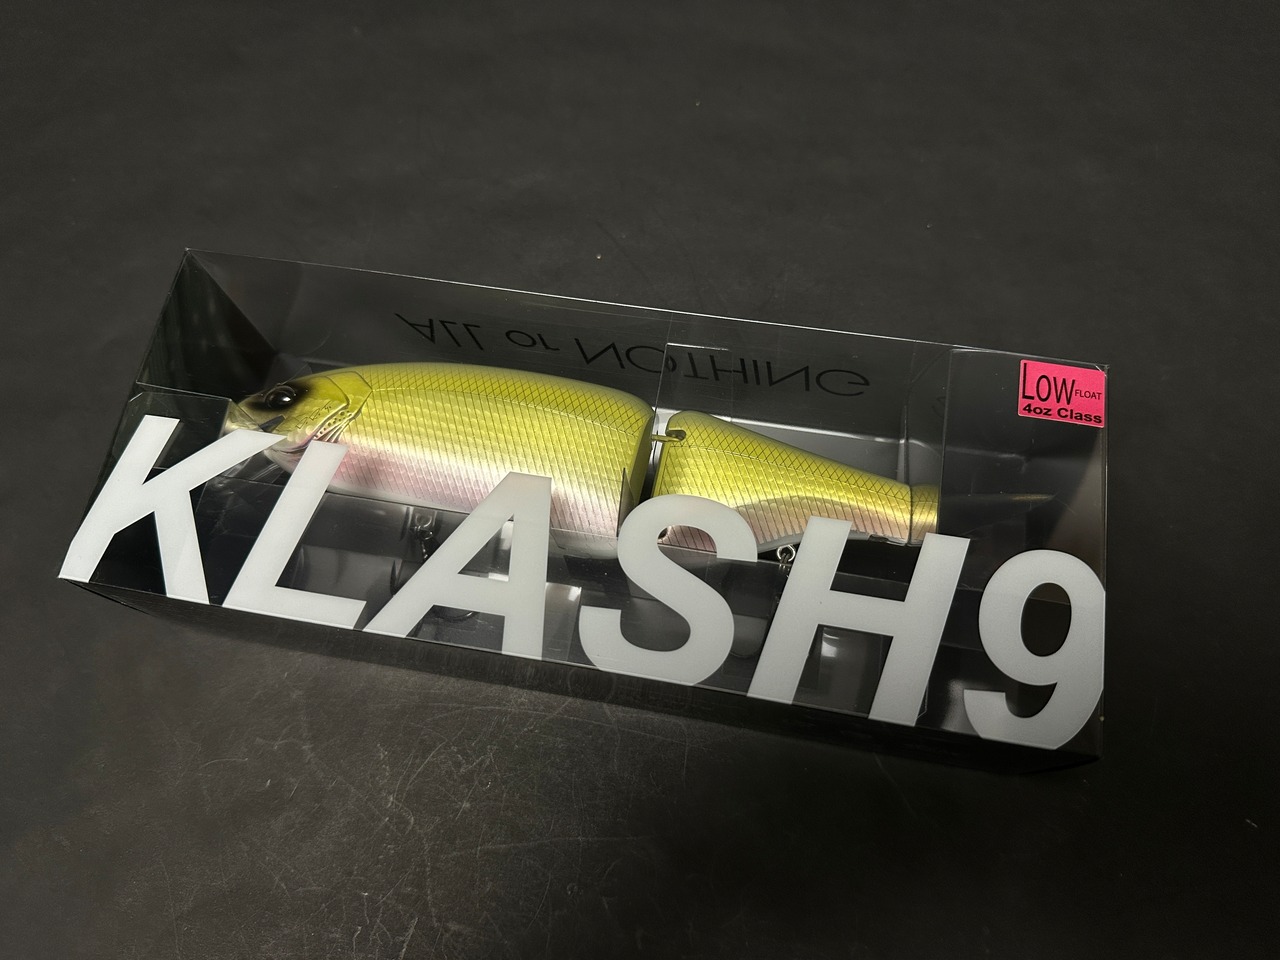 ALL or NOTHING
LOW FLOAT
4oz Class
KLASH9